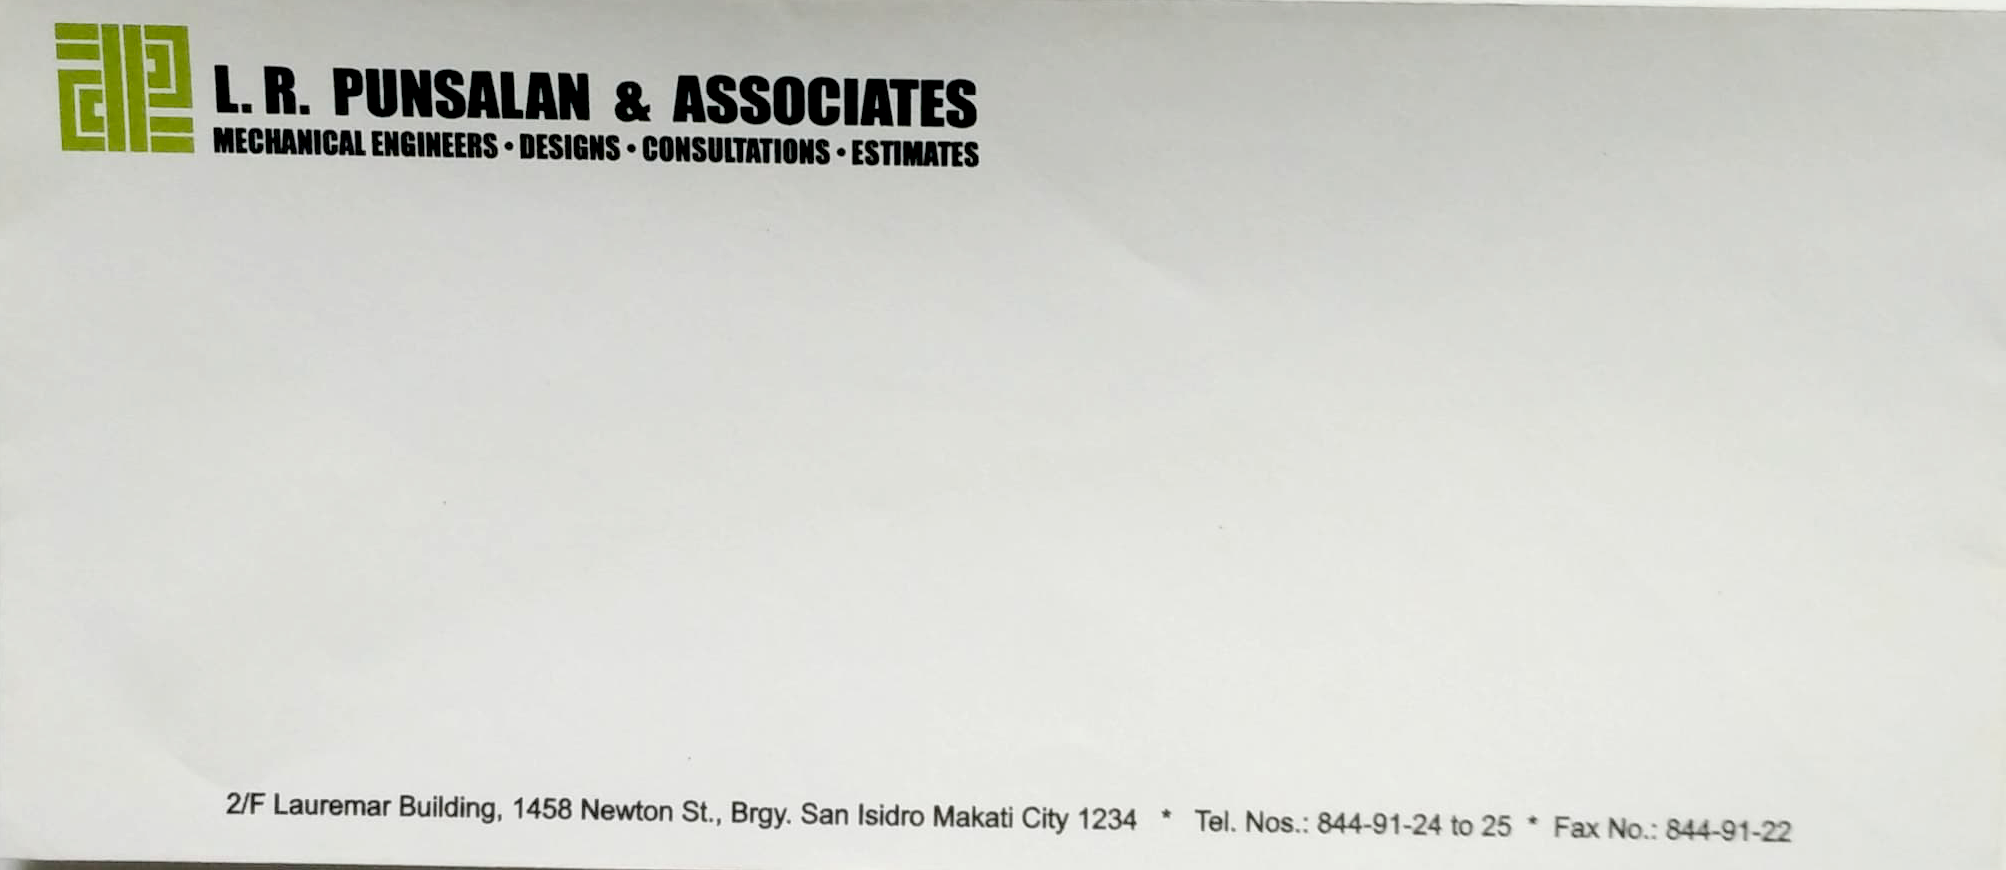 L. R. PUNSALAN & ASSOCIATES
MECHANICAL ENGINEERS • DESIGNS • CONSULTATIONS • ESTIMATES
2/F Lauremar Building, 1458 Newton St., Brgy. San Isidro Makati City 1234 * Tel. Nos.: 844-91-24 to 25 * Fax No.: 844-91-22